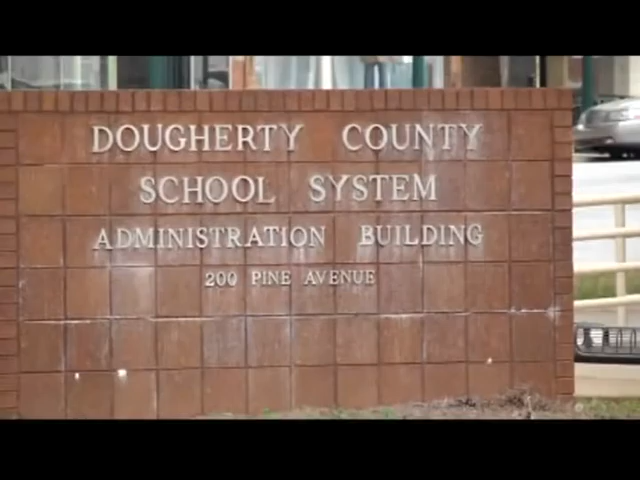 DOUGHERTY COUNTY
SCHOOL SYSTEM
ADMINISTRATION BUILDING
200 PINE AVENUE